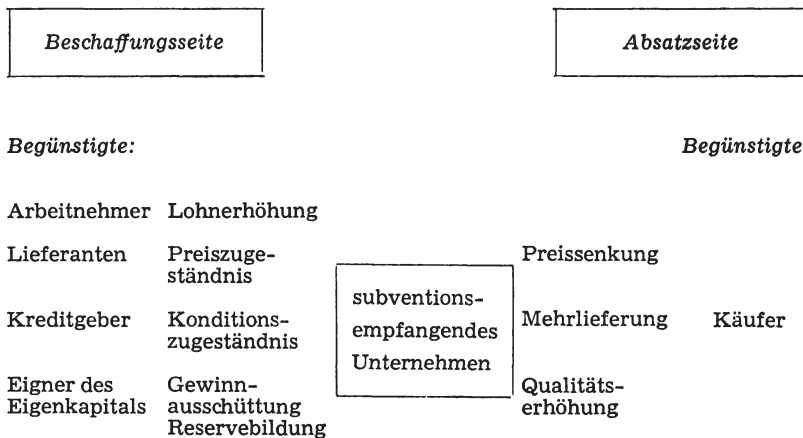 Beschaffungsseite Absatzseite
Begünstigte: Begünstigte
Arbeitnehmer Lohnerhöhung
Lieferanten Preiszuge-
ständnis
Preissenkung
subventions-
empfangendes
Unternehmen
Kreditgeber Konditions-
zugeständnis
Mehrlieferung Käufer
Eigner des
Eigenkapitals
Gewinn-
ausschüttung
Reservebildung
Qualitäts-
erhöhung